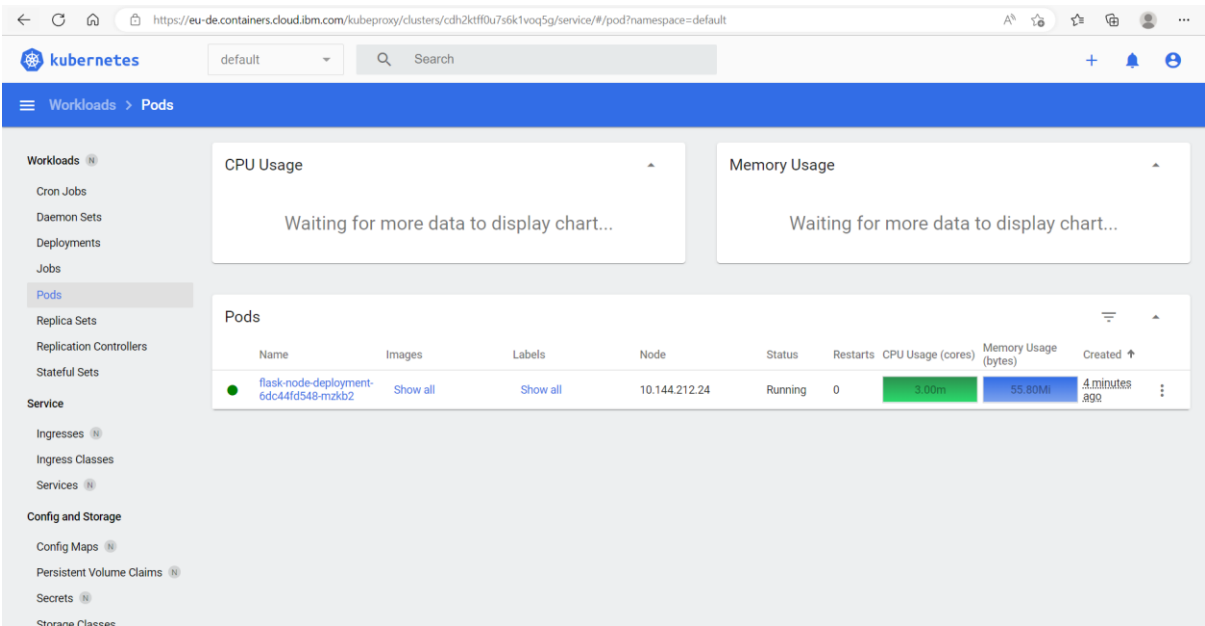 https://eu-de.containers.cloud.ibm.com/kubeproxy/clusters/cdh2ktff0u7s6k1voq5g/service/#/pod?namespace=default
kubernetes
default
Search
Workloads > Pods
Workloads N
Cron Jobs
Daemon Sets
Deployments
Jobs
Pods
Replica Sets
Replication Controllers
Stateful Sets
Service
Ingresses N
Ingress Classes
Services N
Config and Storage
Config Maps N
Persistent Volume Claims N
Secrets N
Storage Classes
CPU Usage
Waiting for more data to display chart...
Memory Usage
Waiting for more data to display chart...
Pods
Name Images Labels Node Status Restarts CPU Usage (cores) Memory Usage (bytes) Created
flask-node-deployment-
6dc44fd548-mzkb2
Show all Show all 10.144.212.24 Running 0 3.00m 55.80Mi 4 minutes
ago